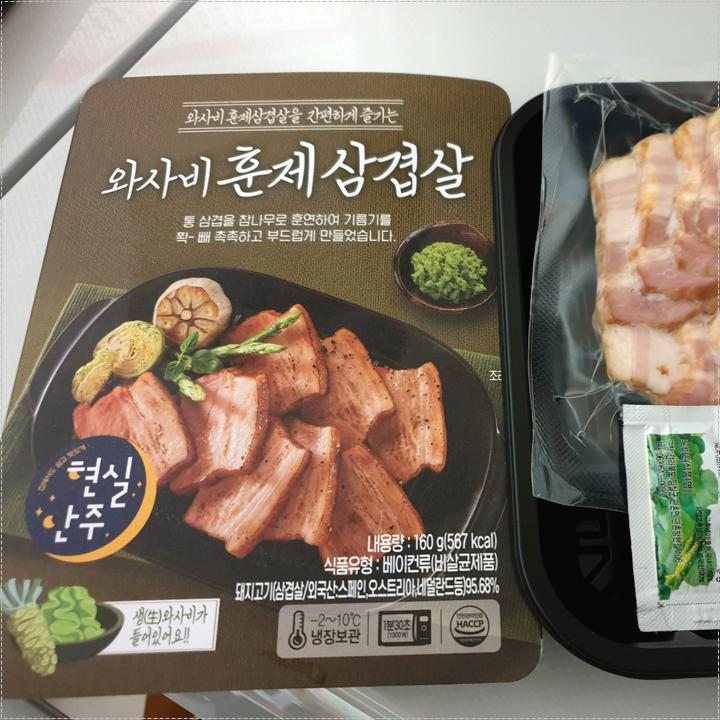 와사비 훈제삼겹살을 간편하게 즐기는
와사비 훈제삼겹살
통 삼겹을 참나무로 훈연하여 기름기를
쫙~ 빼 촉촉하고 부드럽게 만들었습니다.
조리
현실
안주
내용량 : 160 g(567 kcal)
식품유형 : 베이컨류(비살균제품)
돼지고기(삼겹살/외국산:스페인,오스트리아,네덜란드등)95.68%
생(生)와사비가
들어있어요!!
-2~10℃
냉장보관
1분30초
(1000W)
HACCP